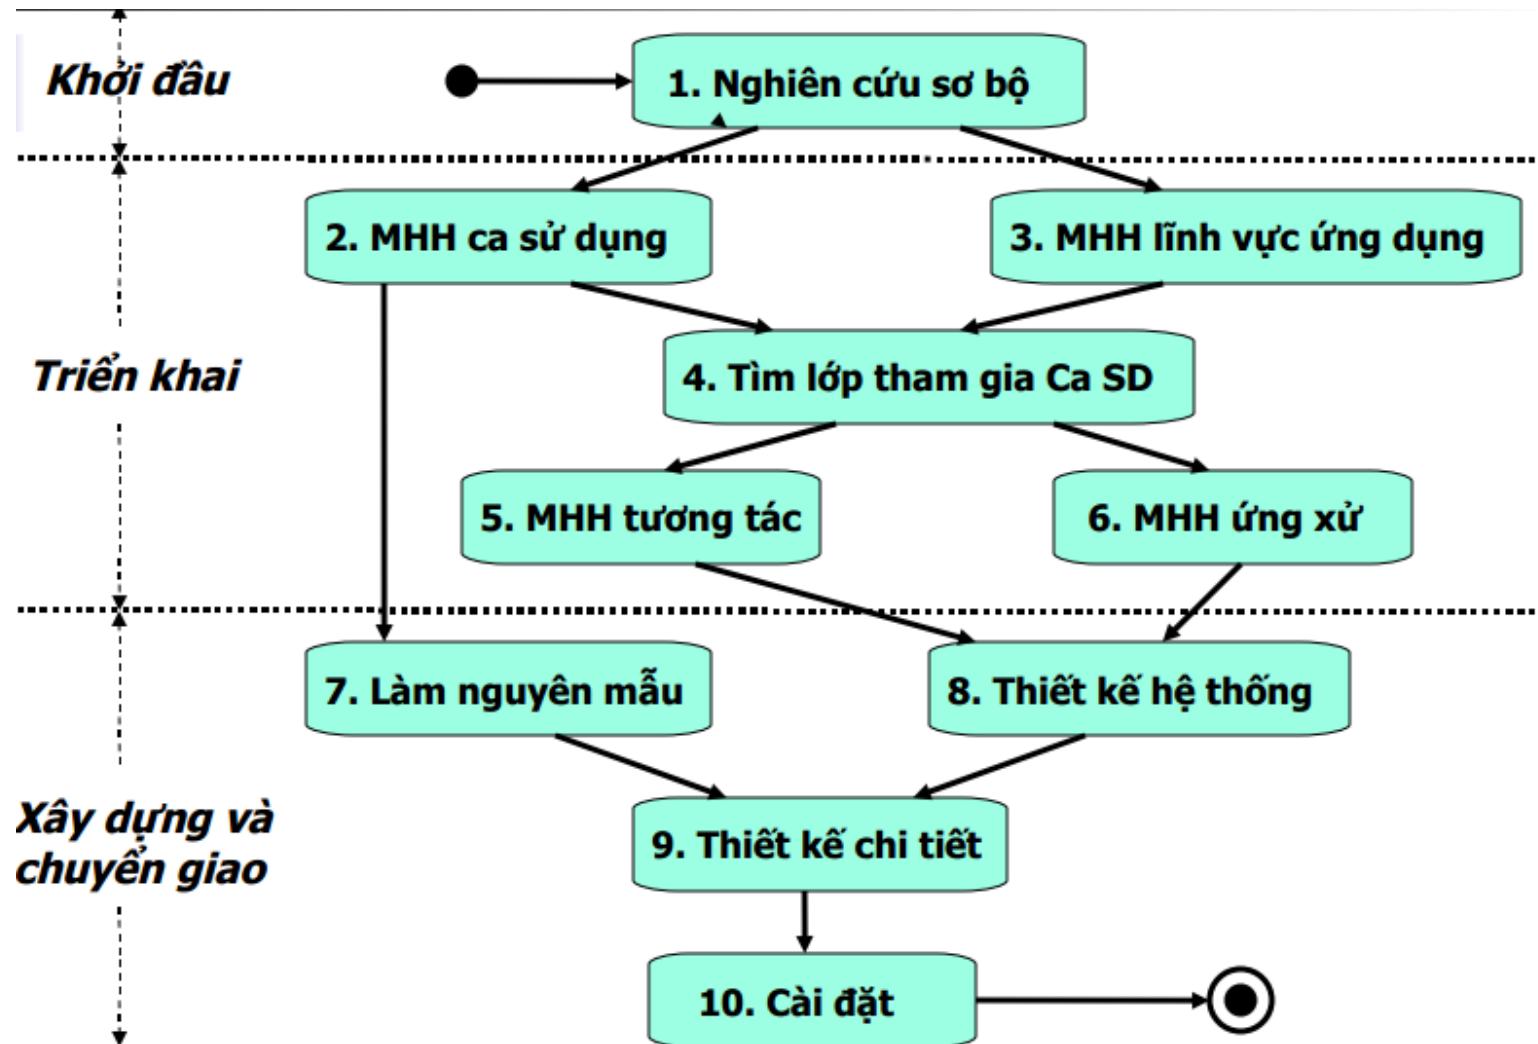 Khởi đầu
1. Nghiên cứu sơ bộ
2. MHH ca sử dụng
3. MHH lĩnh vực ứng dụng
Triển khai
4. Tìm lớp tham gia Ca SD
5. MHH tương tác
6. MHH ứng xử
7. Làm nguyên mẫu
8. Thiết kế hệ thống
Xây dựng và
chuyển giao
9. Thiết kế chi tiết
10. Cài đặt